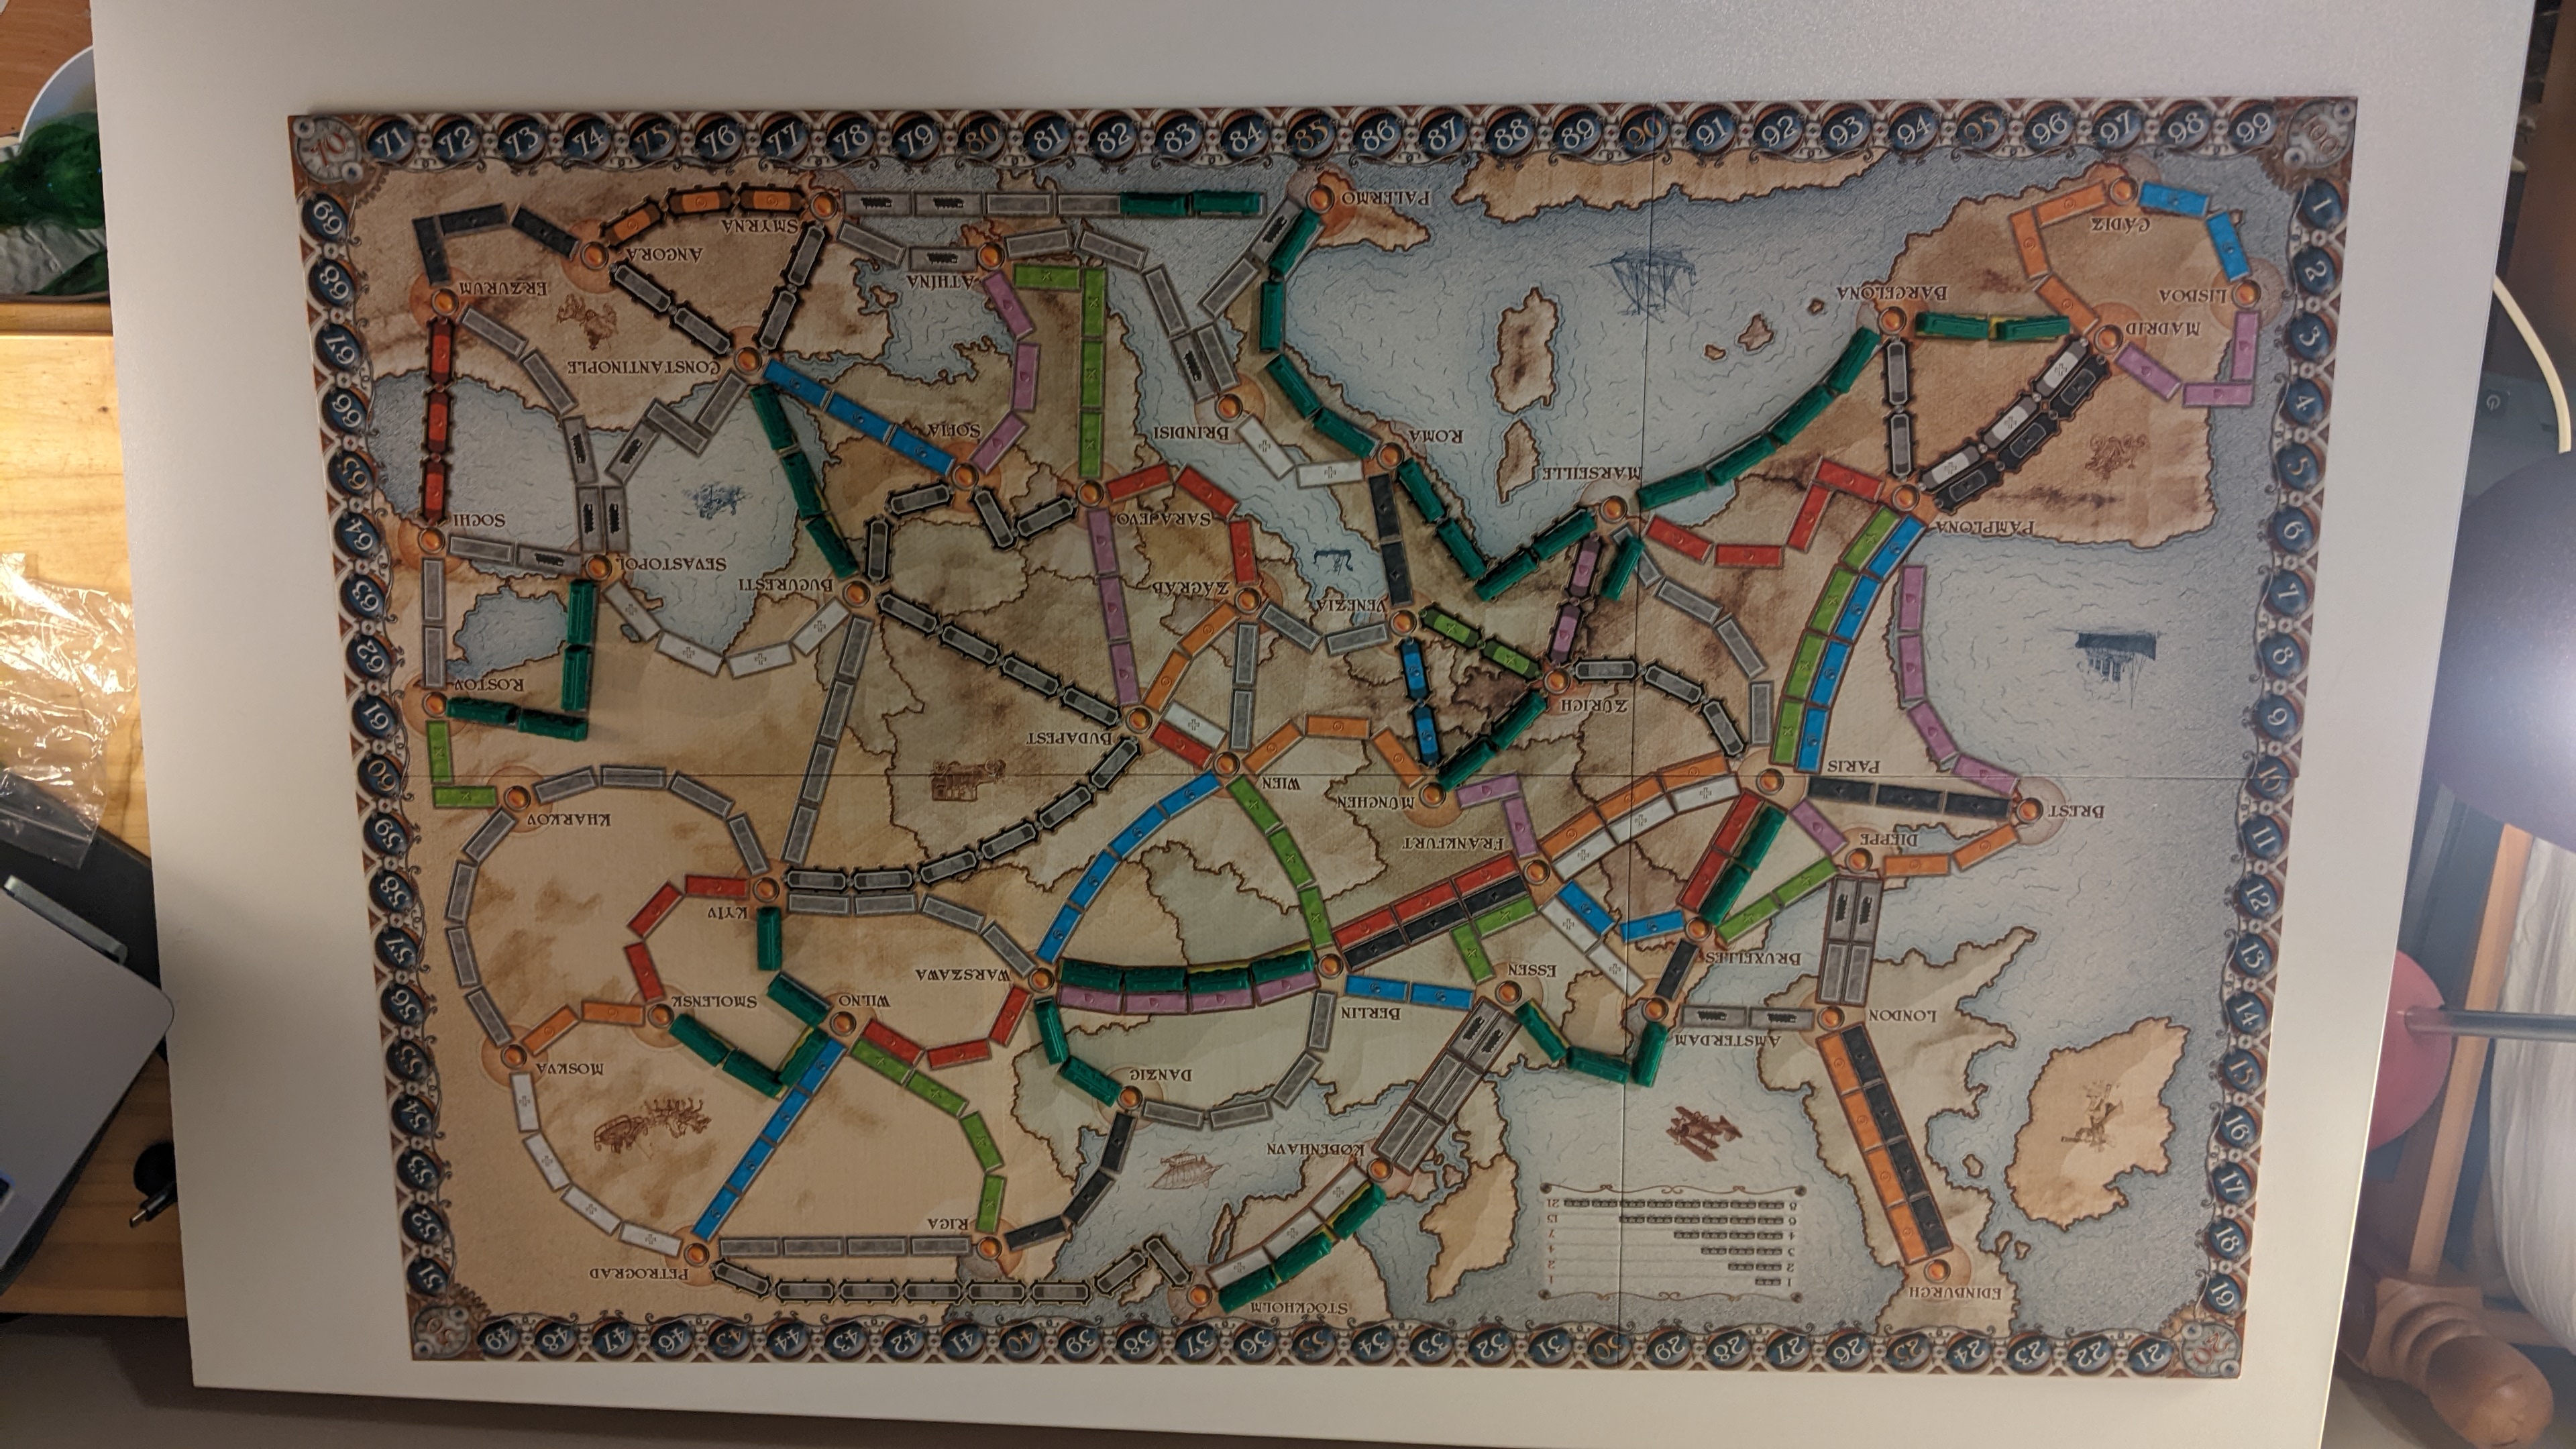 20 21 22 23 24 25 26 27 28 29 30 31 32 33 34 35 36 37 38 39 40 41 42 43 44 45 46 47 48 49 50
19
18
17
16
15
14
13
12
11
10
9
8
7
6
5
4
3
2
1
51
52
53
54
55
56
57
58
59
60
61
62
63
64
65
66
67
68
69
EDINBURGH
STOCKHOLM
PETROGRAD
1 1
2 2
3 4
4 7
6 15
8 21
RIGA
KØBENHAVN
DANZIG
MOSKVA
LONDON
AMSTERDAM
BERLIN
WILNO
SMOLENSK
ESSEN
WARSZAWA
BRUXELLES
KYIV
DIEPPE
FRANKFURT
KHARKOV
BREST
MÜNCHEN
WIEN
PARIS
BUDAPEST
ZÜRICH
ROSTOV
VENEZIA
ZÁGRÁB
BUCURESTI
SEVASTOPOL
PAMPLONA
SARAJEVO
SOCHI
MARSEILLE
ROMA
BRINDISI
SOFIA
CONSTANTINOPLE
MADRID
LISBOA
BARCELONA
ATHINA
ERZURUM
ANGORA
CÁDIZ
SMYRNA
PALERMO
100 99 98 97 96 95 94 93 92 91 90 89 88 87 86 85 84 83 82 81 80 79 78 77 76 75 74 73 72 71 70